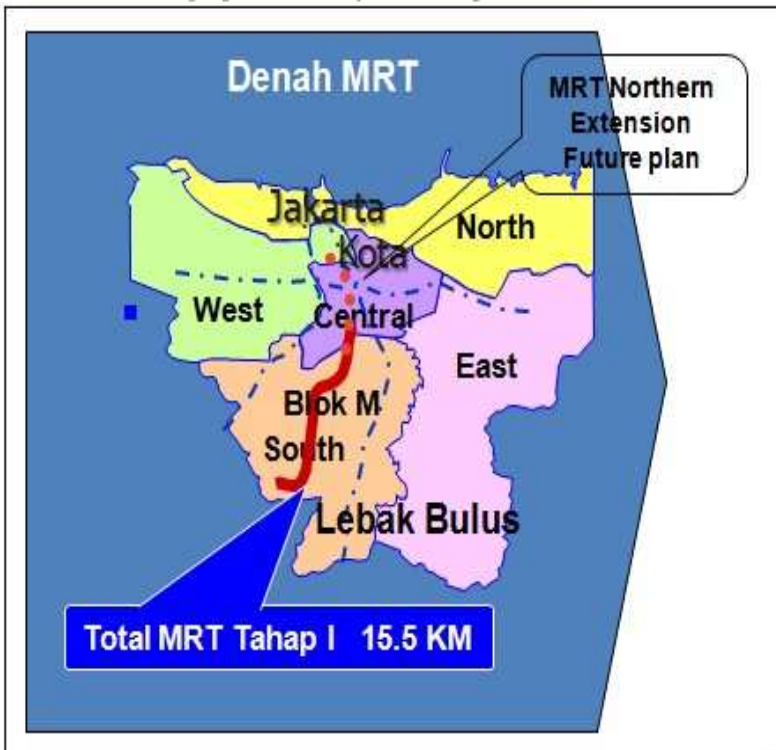 Denah MRT
MRT Northern
Extension
Future plan
Jakarta
Kota
North
West
Central
East
Blok M
South
Lebak Bulus
Total MRT Tahap I 15.5 KM